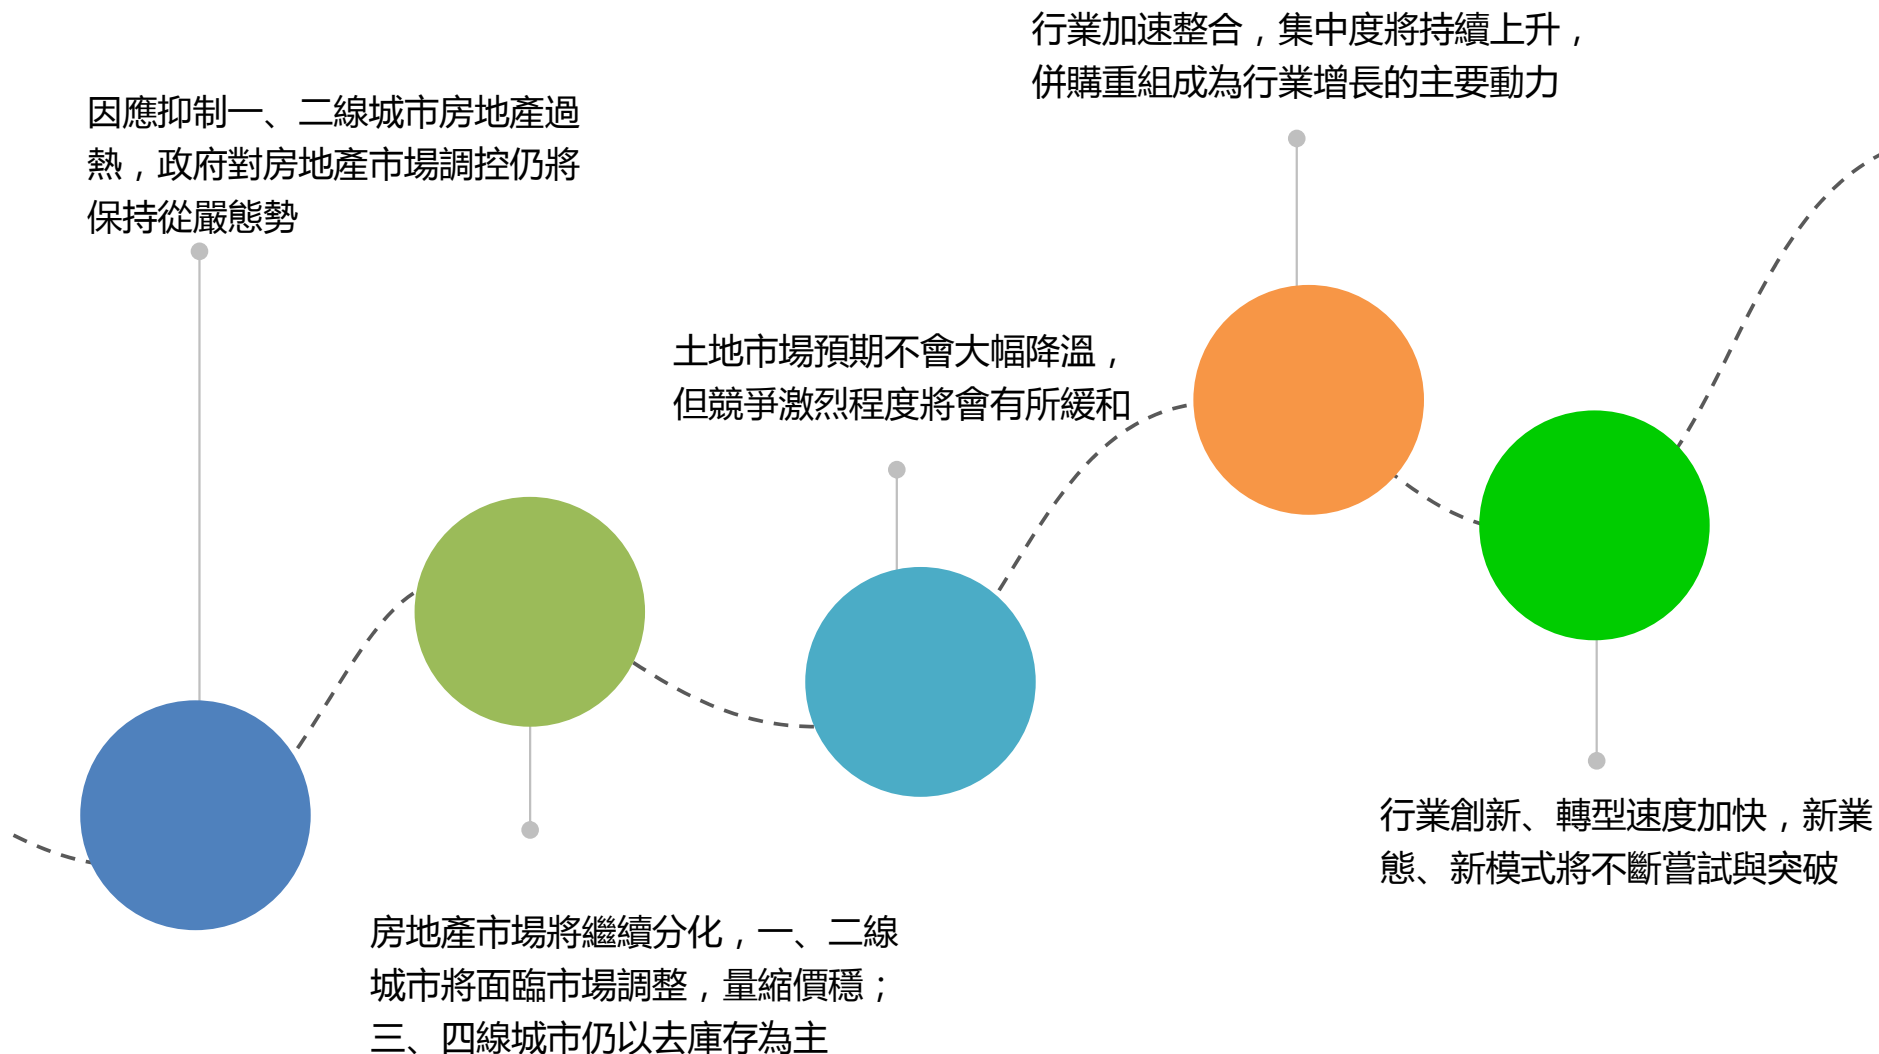 因應抑制一、二線城市房地產過
熱，政府對房地產市場調控仍將
保持從嚴態勢
房地產市場將繼續分化，一、二線
城市將面臨市場調整，量縮價穩；
三、四線城市仍以去庫存為主
土地市場預期不會大幅降溫，
但競爭激烈程度將會有所緩和
行業加速整合，集中度將持續上升，
併購重組成為行業增長的主要動力
行業創新、轉型速度加快，新業
態、新模式將不斷嘗試與突破